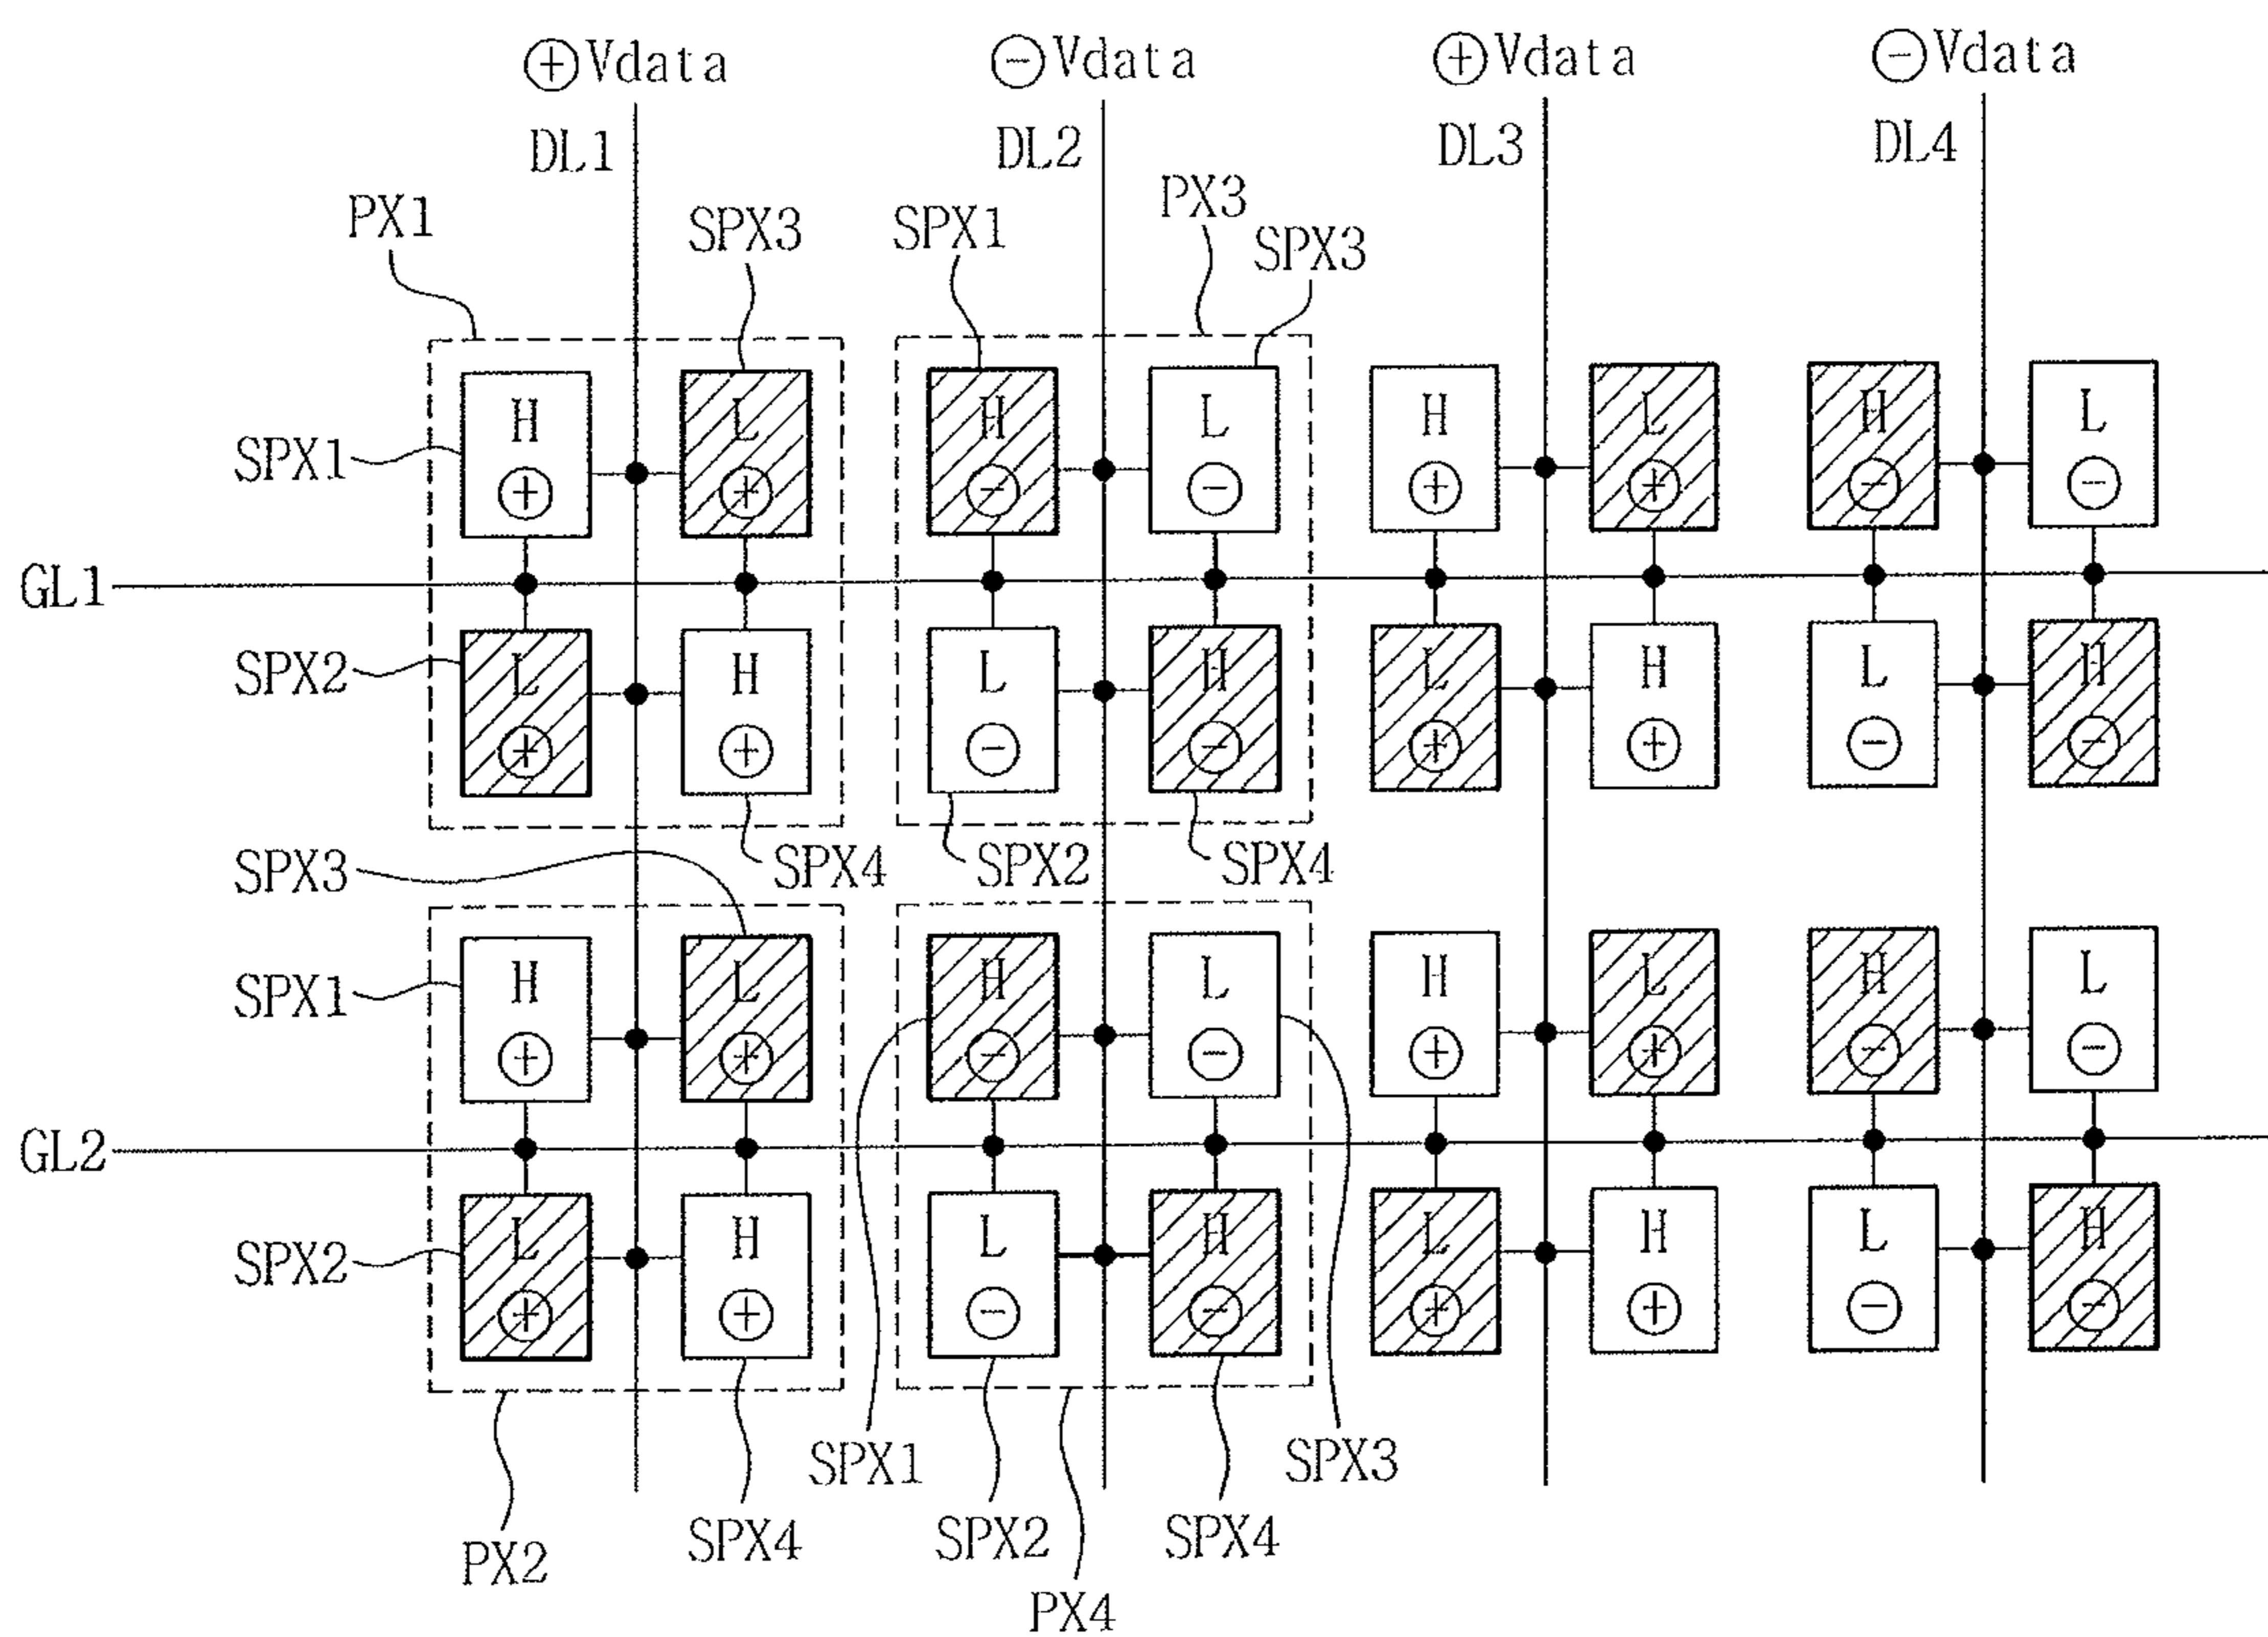 ⊕Vdata ⊖Vdata ⊕Vdata ⊖Vdata
DL1 DL2 DL3 DL4
PX1 SPX3 SPX1 PX3 SPX3
H L H L H L H L
SPX1
⊕ ⊕ ⊖ ⊖ ⊕ ⊕ ⊖ ⊖
GL1
SPX2 L H L H L H L H
⊕ ⊕ ⊖ ⊖ ⊕ ⊕ ⊖ ⊖
SPX3 SPX4 SPX2 SPX4
H L H L H L H L
SPX1
⊕ ⊕ ⊖ ⊖ ⊕ ⊕ ⊖ ⊖
GL2
SPX2 L H L H L H L H
⊕ ⊕ ⊖ ⊖ ⊕ ⊕ ⊖ ⊖
SPX1 SPX3
SPX4 SPX2 SPX4
PX2
PX4